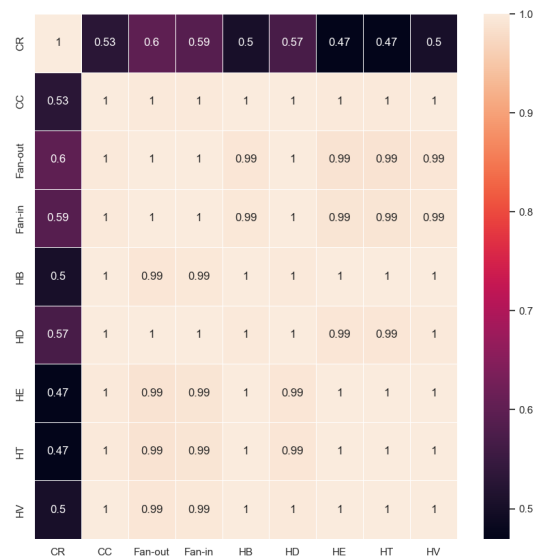 CR 1 0.53 0.6 0.59 0.5 0.57 0.47 0.47 0.5
CC 0.53 1 1 1 1 1 1 1 1
Fan-out 0.6 1 1 1 0.99 1 0.99 0.99 0.99
Fan-in 0.59 1 1 1 0.99 1 0.99 0.99 0.99
HB 0.5 1 0.99 0.99 1 1 1 1 1
HD 0.57 1 1 1 1 1 0.99 0.99 1
HE 0.47 1 0.99 0.99 1 0.99 1 1 1
HT 0.47 1 0.99 0.99 1 0.99 1 1 1
HV 0.5 1 0.99 0.99 1 1 1 1 1
CR CC Fan-out Fan-in HB HD HE HT HV
1.0
0.9
0.8
0.7
0.6
0.5